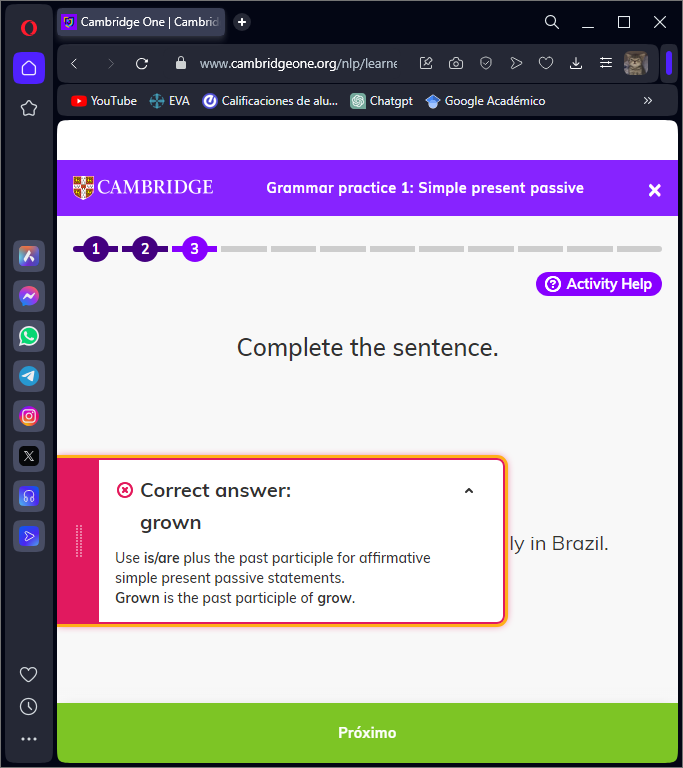 Cambridge One | Cambrid
www.cambridgeone.org/nlp/learne
YouTube EVA Calificaciones de alu... Chatgpt Google Académico
CAMBRIDGE Grammar practice 1: Simple present passive
1 2 3
Activity Help
Complete the sentence.
Correct answer:
grown
ly in Brazil.
Use is/are plus the past participle for affirmative
simple present passive statements.
Grown is the past participle of grow.
Próximo